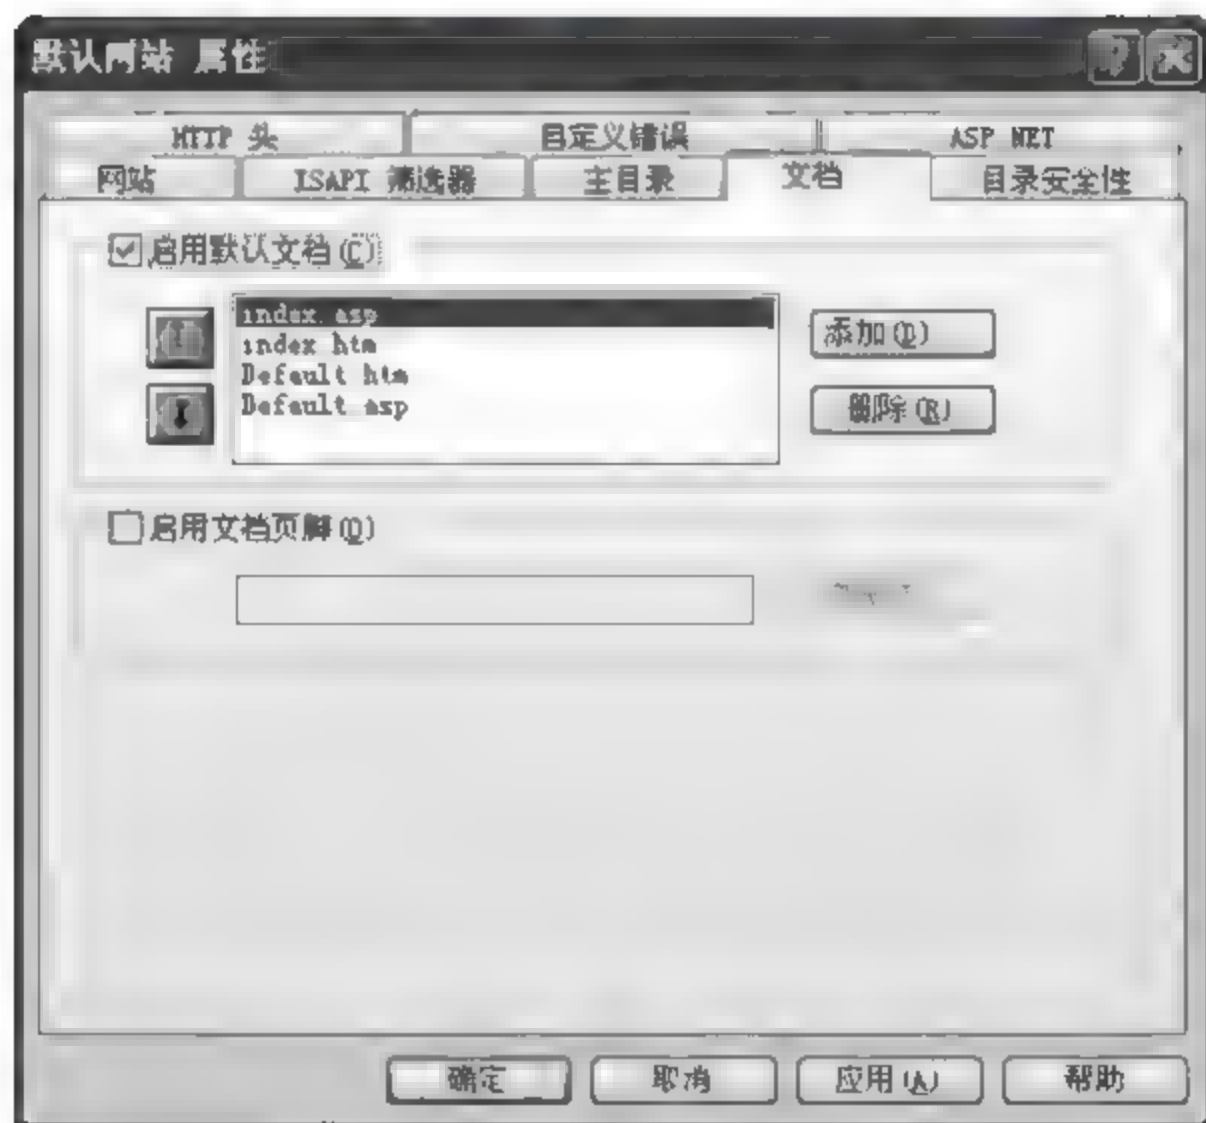 默认网站 属性
HTTP 头 自定义错误 ASP NET
网站 ISAPI 筛选器 主目录 文档 目录安全性
启用默认文档(C)
index.asp
index htm
Default htm
Default asp
添加(D)
删除(R)
启用文档页脚(O)
确定 取消 应用(A) 帮助